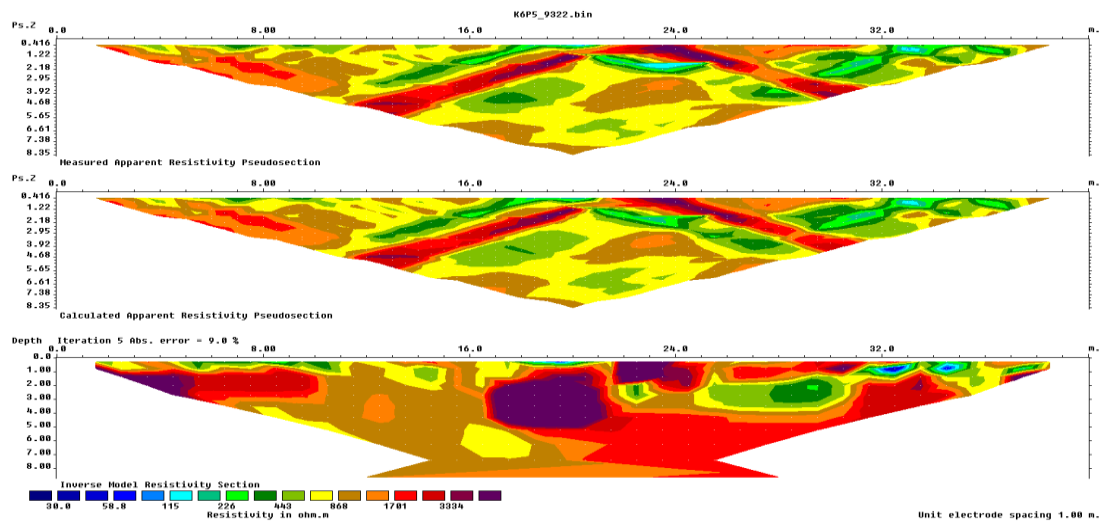 K6P5_9322.bin
Ps.Z 0.0 8.00 16.0 24.0 32.0 m.
0.416
1.22
2.18
2.95
3.92
4.68
5.65
6.61
7.38
8.35
Measured Apparent Resistivity Pseudosection
Ps.Z 0.0 8.00 16.0 24.0 32.0 m.
0.416
1.22
2.18
2.95
3.92
4.68
5.65
6.61
7.38
8.35
Calculated Apparent Resistivity Pseudosection
Depth Iteration 5 Abs. error = 9.0 %
0.0 8.00 16.0 24.0 32.0 m.
0.0
1.00
2.00
3.00
4.00
5.00
6.00
7.00
8.00
Inverse Model Resistivity Section
30.0 58.8 115 226 443 868 1701 3334
Resistivity in ohm.m
Unit electrode spacing 1.00 m.